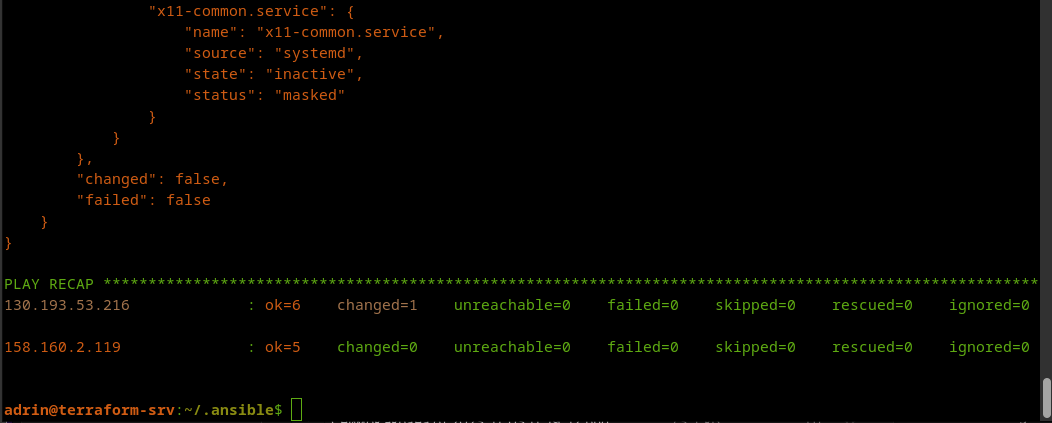 "x11-common.service": {
"name": "x11-common.service",
"source": "systemd",
"state": "inactive",
"status": "masked"
}
}
},
"changed": false,
"failed": false
}
}
PLAY RECAP ********************************************************************************************************
130.193.53.216 : ok=6 changed=1 unreachable=0 failed=0 skipped=0 rescued=0 ignored=0
158.160.2.119 : ok=5 changed=0 unreachable=0 failed=0 skipped=0 rescued=0 ignored=0
adrin@terraform-srv:~/.ansible$